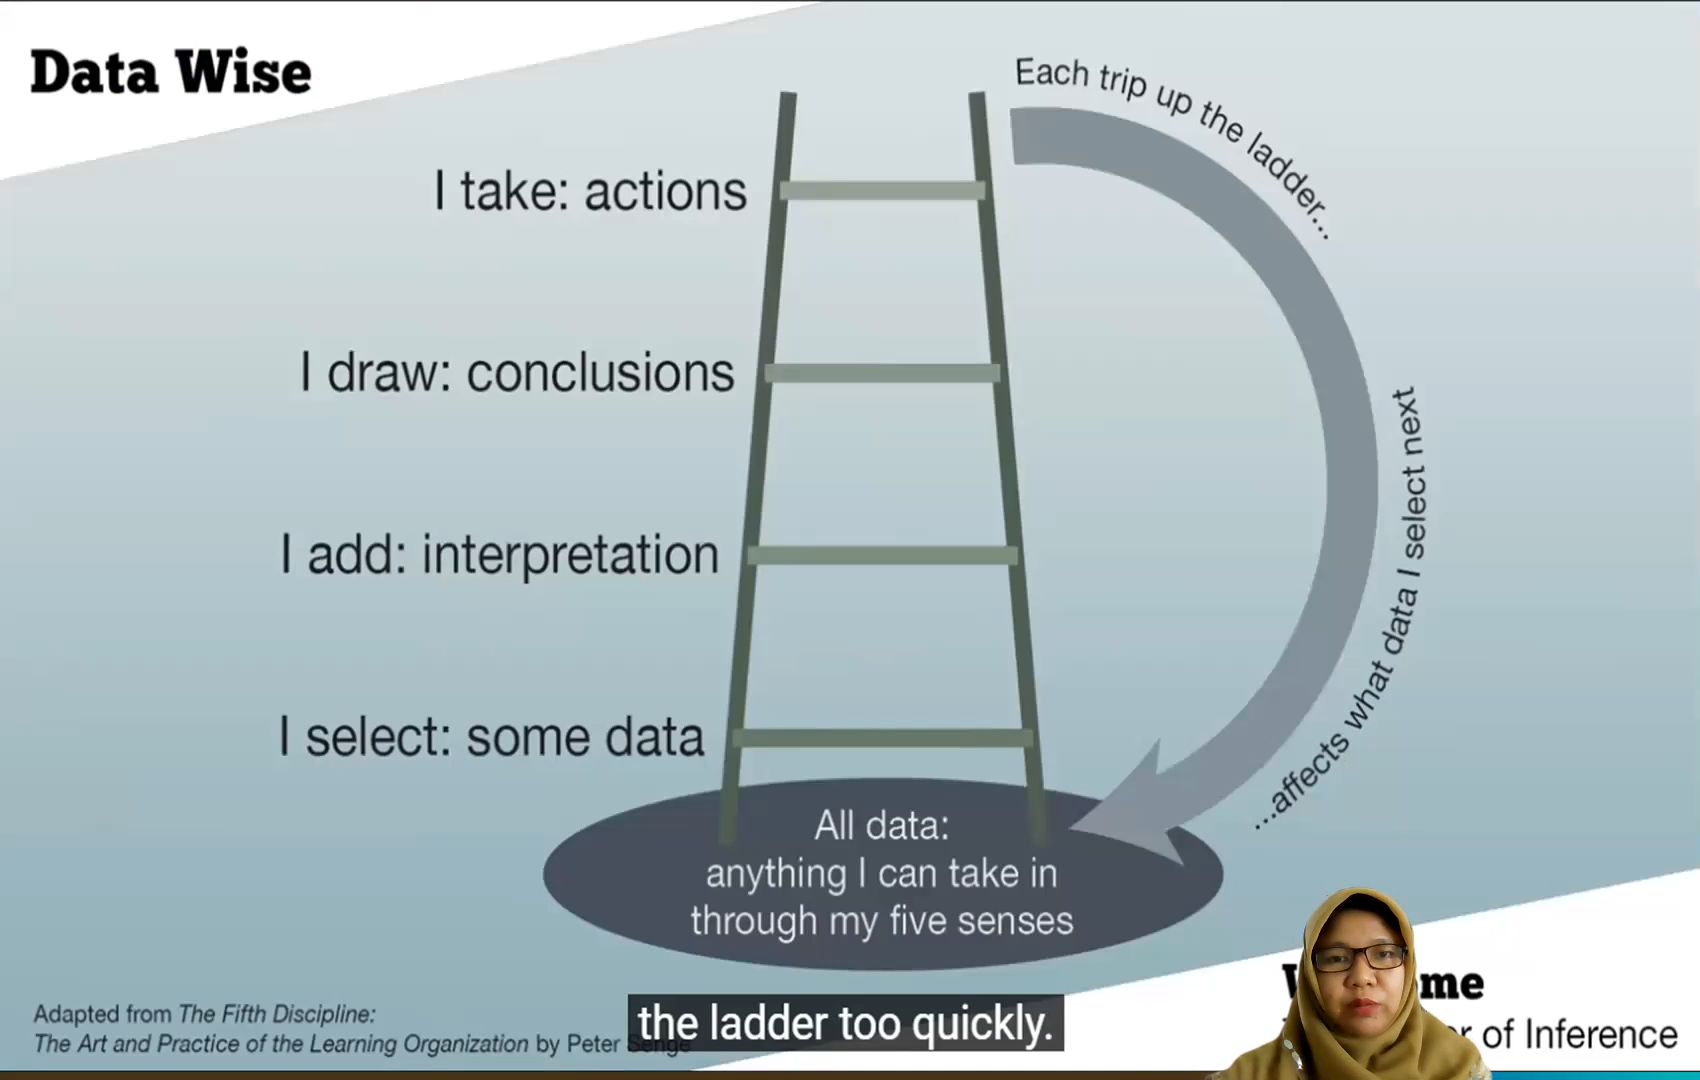 Data Wise
Each trip up the ladder...
I take: actions
I draw: conclusions
...affects what data I select next
I add: interpretation
I select: some data
All data:
anything I can take in
through my five senses
Adapted from The Fifth Discipline:
The Art and Practice of the Learning Organization by Peter Senge
the ladder too quickly.
me
of Inference